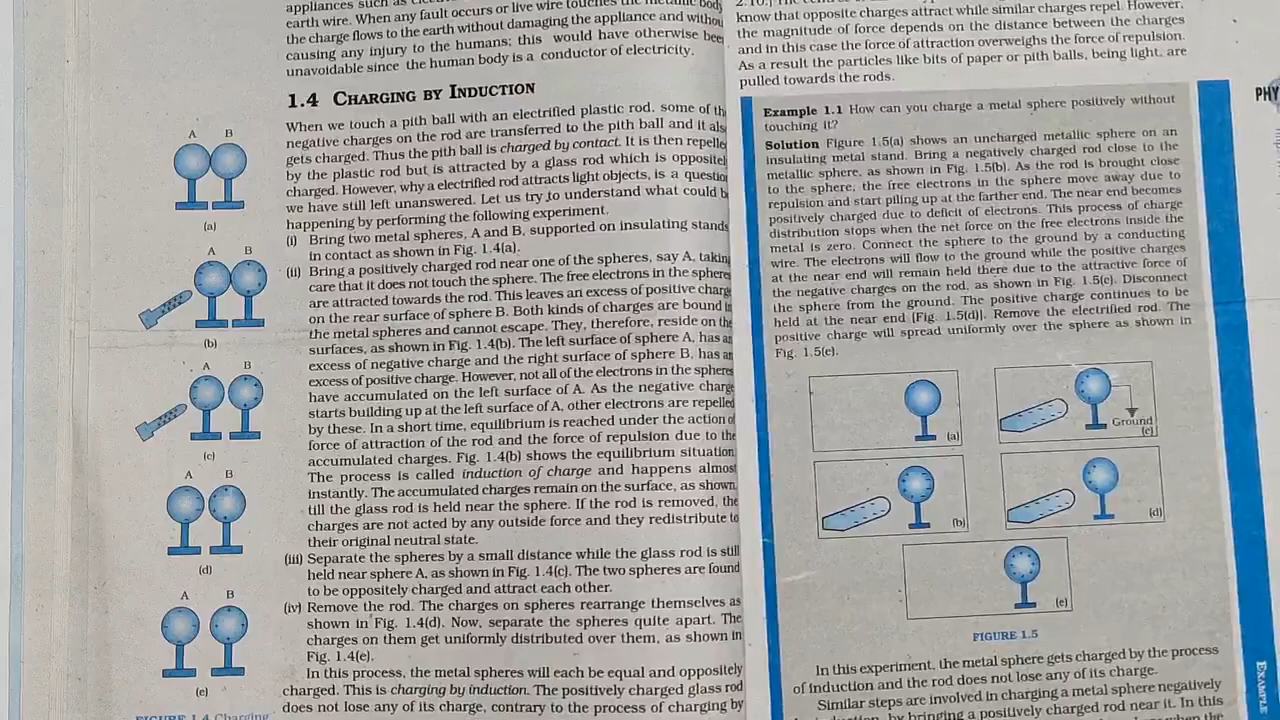 appliances such as
earth wire. When any fault occurs or live wire touches the metallic body
the charge flows to the earth without damaging the appliance and withou
causing any injury to the humans; this would have otherwise bee
unavoidable since the human body is a conductor of electricity.
1.4 CHARGING BY INDUCTION
When we touch a pith ball with an electrified plastic rod, some of th
negative charges on the rod are transferred to the pith ball and it als
gets charged. Thus the pith ball is charged by contact. It is then repelle
by the plastic rod but is attracted by a glass rod which is oppositel
charged. However, why a electrified rod attracts light objects, is a question
we have still left unanswered. Let us try to understand what could b
happening by performing the following experiment.
(i) Bring two metal spheres, A and B, supported on insulating stands
in contact as shown in Fig. 1.4(a).
(ii) Bring a positively charged rod near one of the spheres, say A, taking
care that it does not touch the sphere. The free electrons in the spheres
are attracted towards the rod. This leaves an excess of positive charge
on the rear surface of sphere B. Both kinds of charges are bound in
the metal spheres and cannot escape. They, therefore, reside on the
surfaces, as shown in Fig. 1.4(b). The left surface of sphere A, has an
excess of negative charge and the right surface of sphere B, has an
excess of positive charge. However, not all of the electrons in the spheres
have accumulated on the left surface of A. As the negative charge
starts building up at the left surface of A, other electrons are repelled
by these. In a short time, equilibrium is reached under the action of
force of attraction of the rod and the force of repulsion due to the
accumulated charges. Fig. 1.4(b) shows the equilibrium situation
The process is called induction of charge and happens almost
instantly. The accumulated charges remain on the surface, as shown,
till the glass rod is held near the sphere. If the rod is removed, the
charges are not acted by any outside force and they redistribute to
their original neutral state.
(iii) Separate the spheres by a small distance while the glass rod is still
held near sphere A, as shown in Fig. 1.4(c). The two spheres are found
to be oppositely charged and attract each other.
(iv) Remove the rod. The charges on spheres rearrange themselves as
shown in Fig. 1.4(d). Now, separate the spheres quite apart. The
charges on them get uniformly distributed over them, as shown in
Fig. 1.4(e).
In this process, the metal spheres will each be equal and oppositely
charged. This is charging by induction. The positively charged glass rod
does not lose any of its charge, contrary to the process of charging by
A B
(a)
A B
(b)
A B
(c)
A B
(d)
A B
(e)
FIGURE 1.4 Charging
know that opposite charges attract while similar charges repel. However,
the magnitude of force depends on the distance between the charges
and in this case the force of attraction overweighs the force of repulsion.
As a result the particles like bits of paper or pith balls, being light, are
pulled towards the rods.
PHY
Example 1.1 How can you charge a metal sphere positively without
touching it?
Solution Figure 1.5(a) shows an uncharged metallic sphere on an
insulating metal stand. Bring a negatively charged rod close to the
metallic sphere, as shown in Fig. 1.5(b). As the rod is brought close
to the sphere, the free electrons in the sphere move away due to
repulsion and start piling up at the farther end. The near end becomes
positively charged due to deficit of electrons. This process of charge
distribution stops when the net force on the free electrons inside the
metal is zero. Connect the sphere to the ground by a conducting
wire. The electrons will flow to the ground while the positive charges
at the near end will remain held there due to the attractive force of
the negative charges on the rod, as shown in Fig. 1.5(c). Disconnect
the sphere from the ground. The positive charge continues to be
held at the near end [Fig. 1.5(d)]. Remove the electrified rod. The
positive charge will spread uniformly over the sphere as shown in
Fig. 1.5(e).
(a)
Ground
(c)
(b)
(d)
(e)
FIGURE 1.5
In this experiment, the metal sphere gets charged by the process
of induction and the rod does not lose any of its charge.
Similar steps are involved in charging a metal sphere negatively
by bringing a positively charged rod near it. In this
EXAMPLE